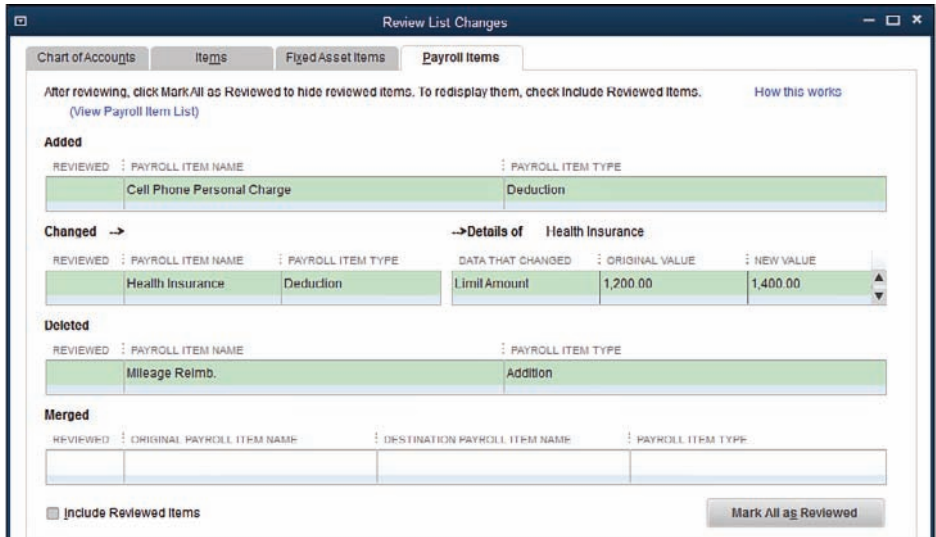 Review List Changes
Chart of Accounts Items Fixed Asset Items Payroll Items
After reviewing, click Mark All as Reviewed to hide reviewed items. To redisplay them, check Include Reviewed Items. How this works
(View Payroll Item List)
Added
REVIEWED PAYROLL ITEM NAME PAYROLL ITEM TYPE
Cell Phone Personal Charge Deduction
Changed --> -->Details of Health Insurance
REVIEWED PAYROLL ITEM NAME PAYROLL ITEM TYPE DATA THAT CHANGED ORIGINAL VALUE NEW VALUE
Health Insurance Deduction Limit Amount 1,200.00 1,400.00
Deleted
REVIEWED PAYROLL ITEM NAME PAYROLL ITEM TYPE
Mileage Reimb. Addition
Merged
REVIEWED ORIGINAL PAYROLL ITEM NAME DESTINATION PAYROLL ITEM NAME PAYROLL ITEM TYPE
Include Reviewed Items Mark All as Reviewed